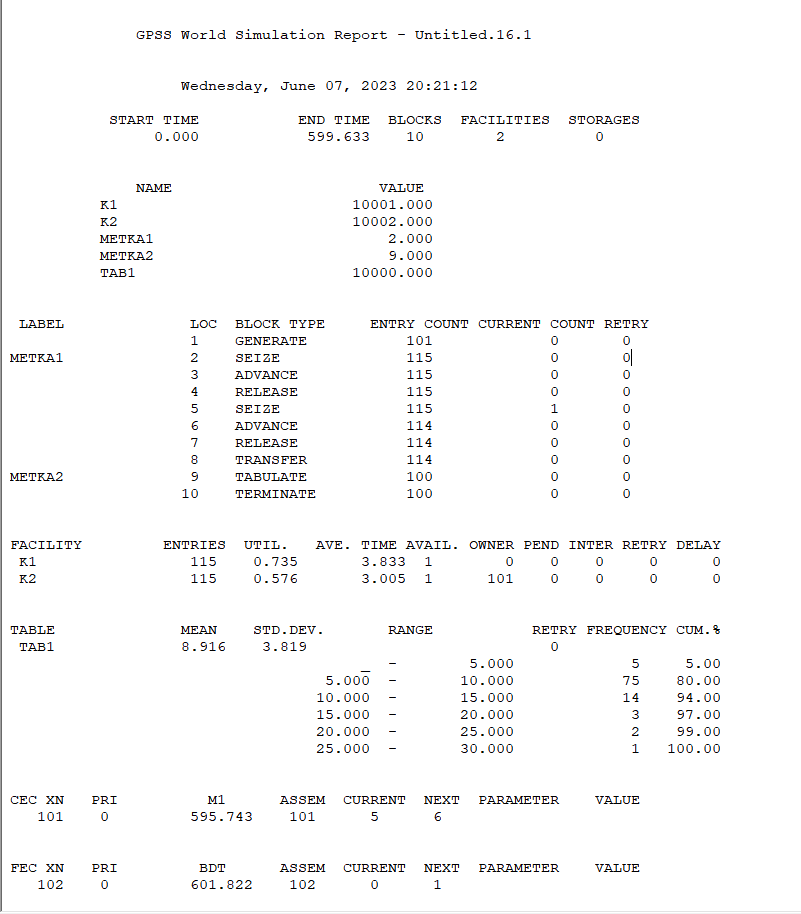 GPSS World Simulation Report - Untitled.16.1
Wednesday, June 07, 2023 20:21:12
START TIME END TIME BLOCKS FACILITIES STORAGES
0.000 599.633 10 2 0
NAME VALUE
K1 10001.000
K2 10002.000
METKA1 2.000
METKA2 9.000
TAB1 10000.000
LABEL LOC BLOCK TYPE ENTRY COUNT CURRENT COUNT RETRY
1 GENERATE 101 0 0
METKA1 2 SEIZE 115 0 0
3 ADVANCE 115 0 0
4 RELEASE 115 0 0
5 SEIZE 115 1 0
6 ADVANCE 114 0 0
7 RELEASE 114 0 0
8 TRANSFER 114 0 0
METKA2 9 TABULATE 100 0 0
10 TERMINATE 100 0 0
FACILITY ENTRIES UTIL. AVE. TIME AVAIL. OWNER PEND INTER RETRY DELAY
K1 115 0.735 3.833 1 0 0 0 0 0
K2 115 0.576 3.005 1 101 0 0 0 0
TABLE MEAN STD.DEV. RANGE RETRY FREQUENCY CUM.%
TAB1 8.916 3.819 0
_ - 5.000 5 5.00
5.000 - 10.000 75 80.00
10.000 - 15.000 14 94.00
15.000 - 20.000 3 97.00
20.000 - 25.000 2 99.00
25.000 - 30.000 1 100.00
CEC XN PRI M1 ASSEM CURRENT NEXT PARAMETER VALUE
101 0 595.743 101 5 6
FEC XN PRI BDT ASSEM CURRENT NEXT PARAMETER VALUE
102 0 601.822 102 0 1